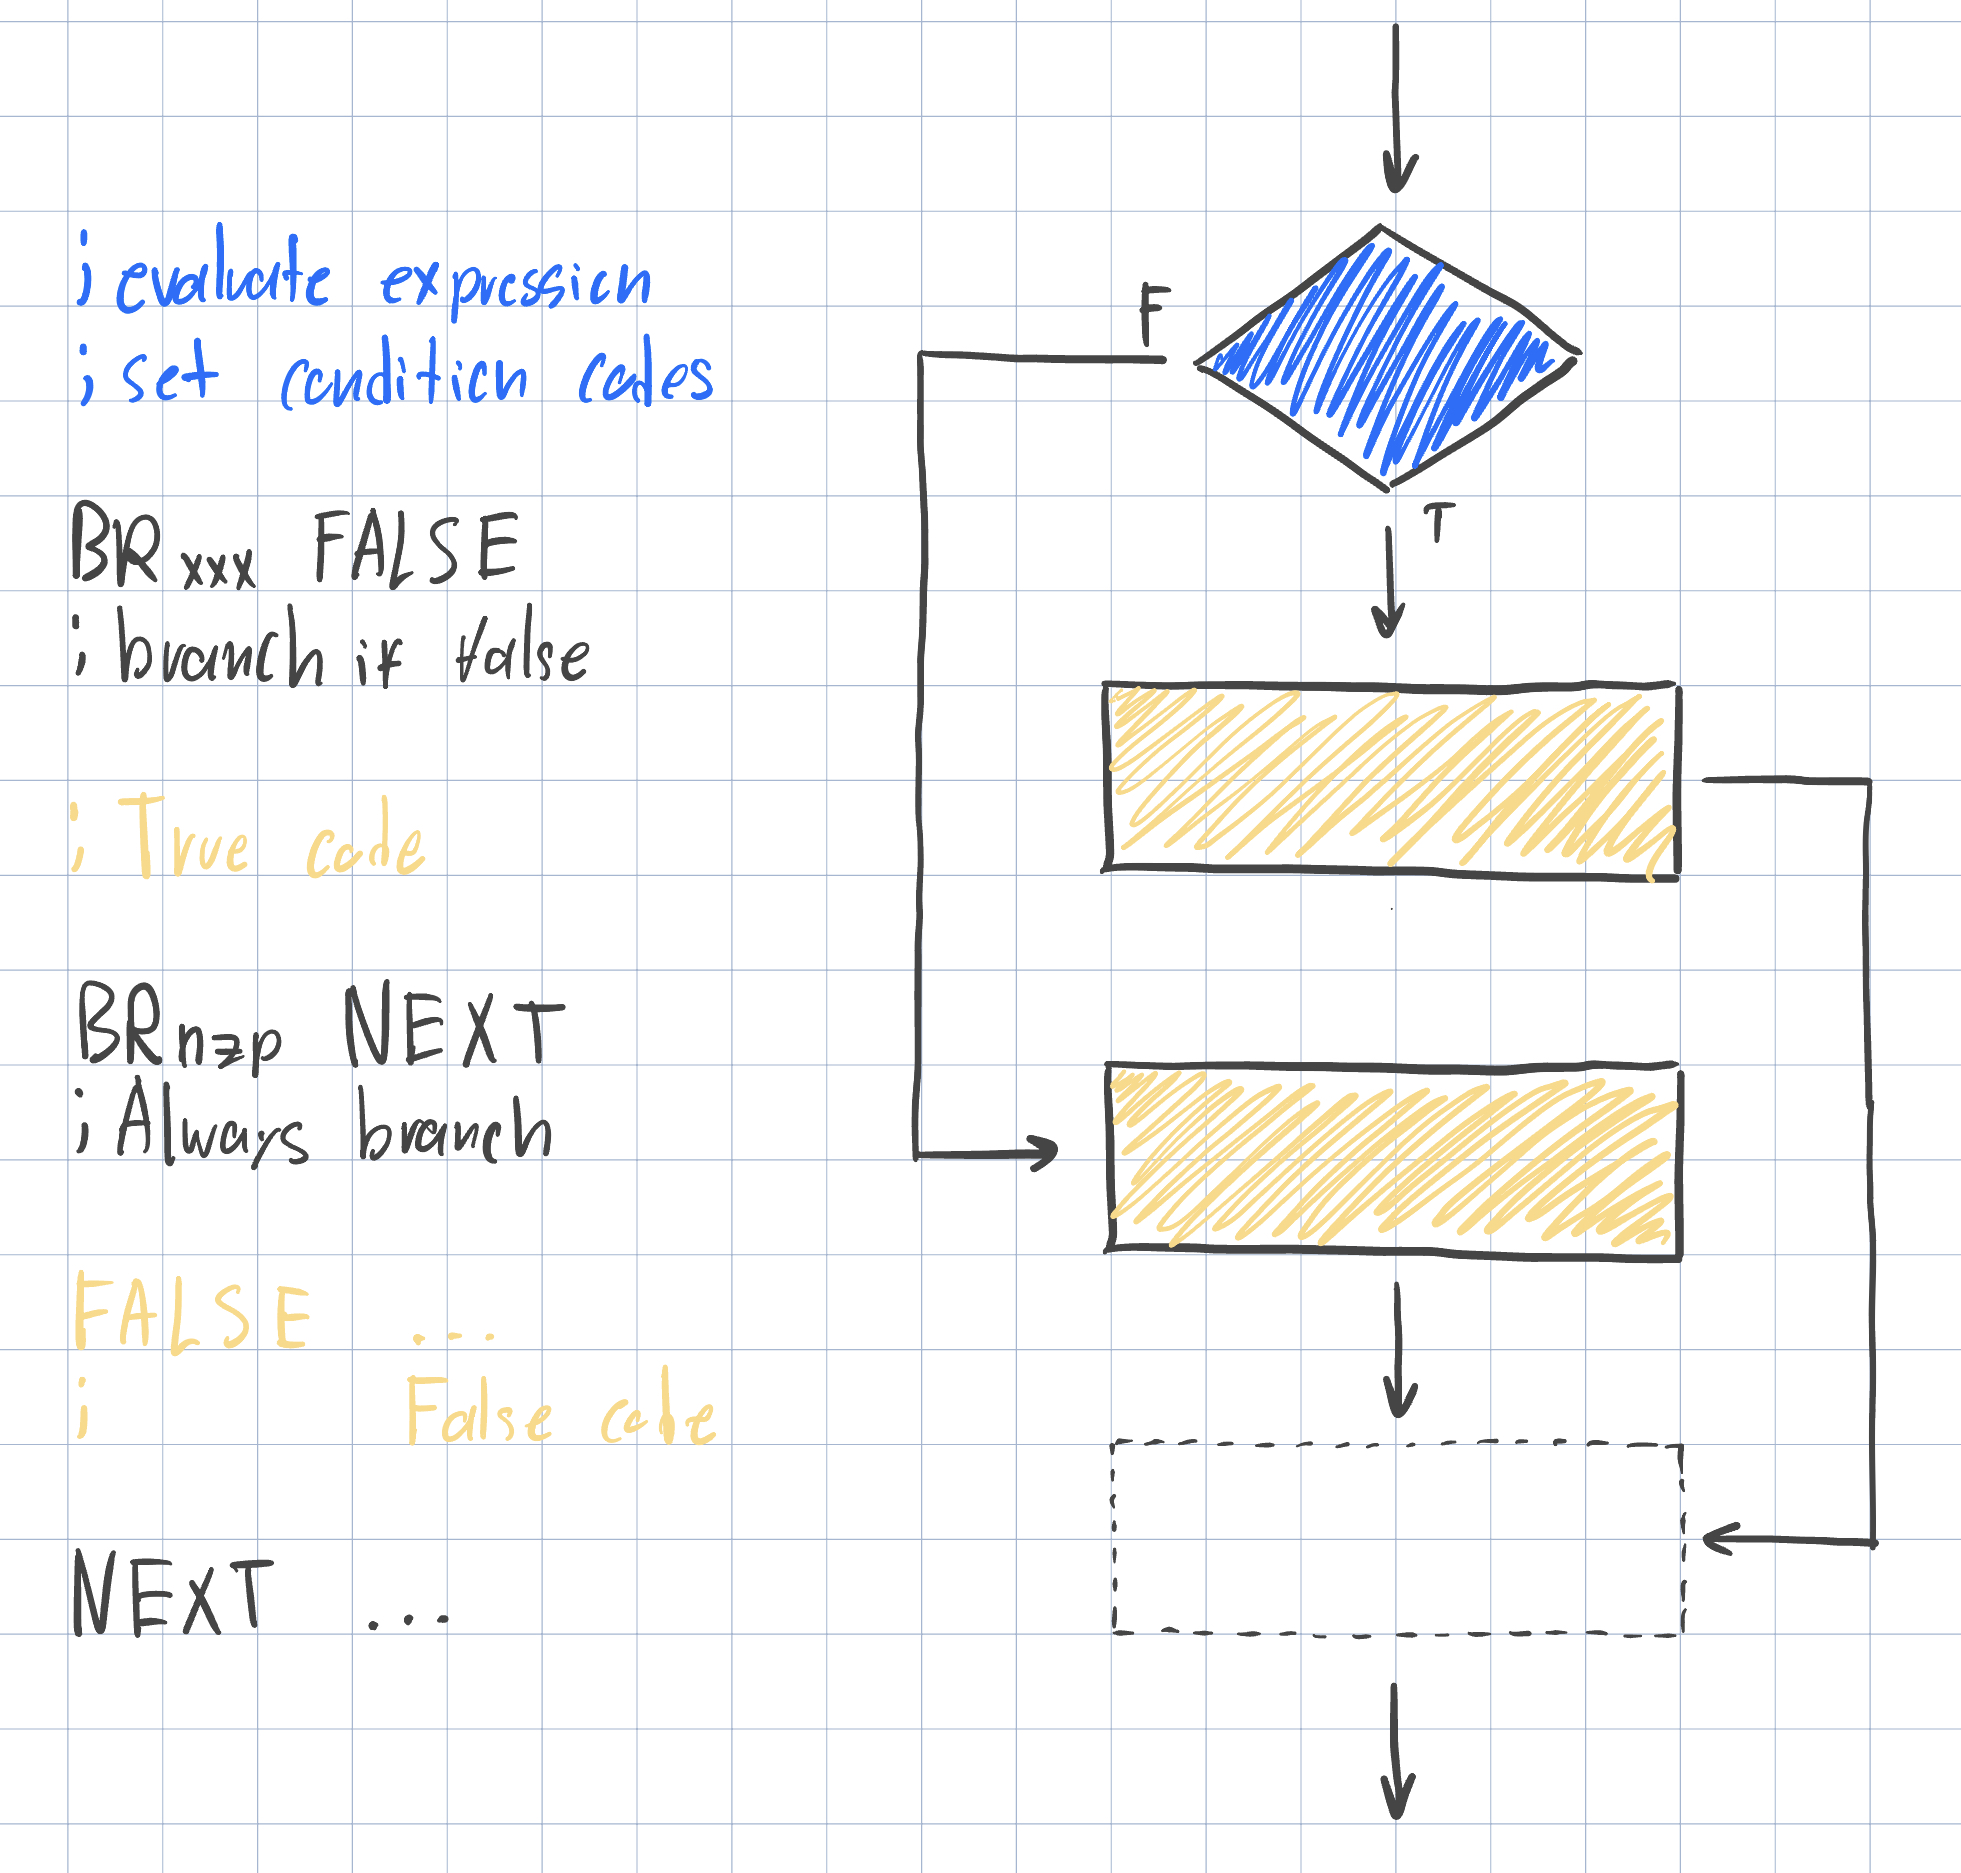 ; evaluate expression
; set condition codes
F
BRxxx FALSE
T
; branch if false
; True code
BRnzp NEXT
; Always branch
FALSE ...
; False code
NEXT ...